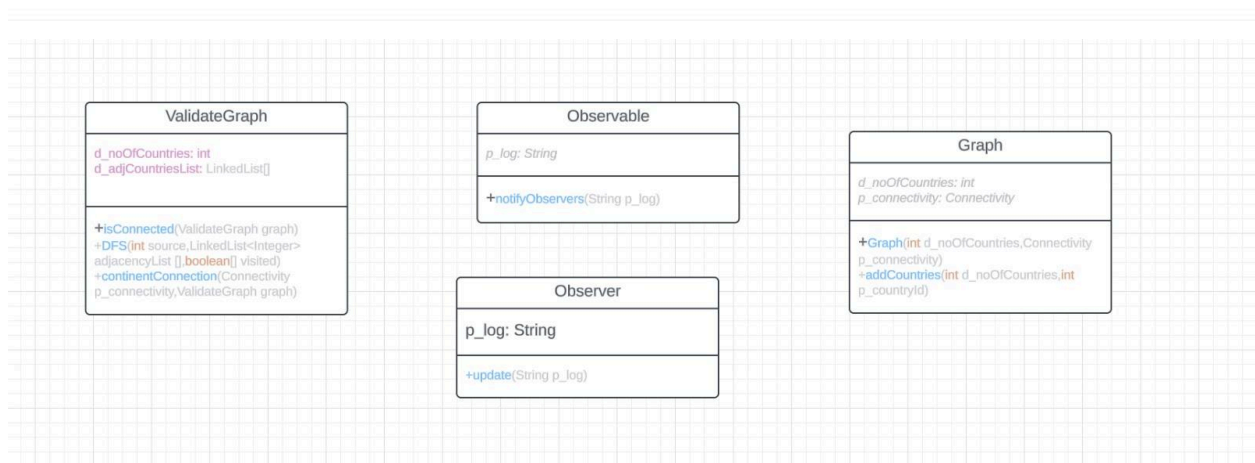 ValidateGraph
d_noOfCountries: int
d_adjCountriesList: LinkedList[]
+isConnected(ValidateGraph graph)
+DFS(int source,LinkedList<Integer>
adjacencyList [],boolean[] visited)
+continentConnection(Connectivity
p_connectivity,ValidateGraph graph)
Observable
p_log: String
+notifyObservers(String p_log)
Observer
p_log: String
+update(String p_log)
Graph
d_noOfCountries: int
p_connectivity: Connectivity
+Graph(int d_noOfCountries,Connectivity
p_connectivity)
+addCountries(int d_noOfCountries,int
p_countryId)